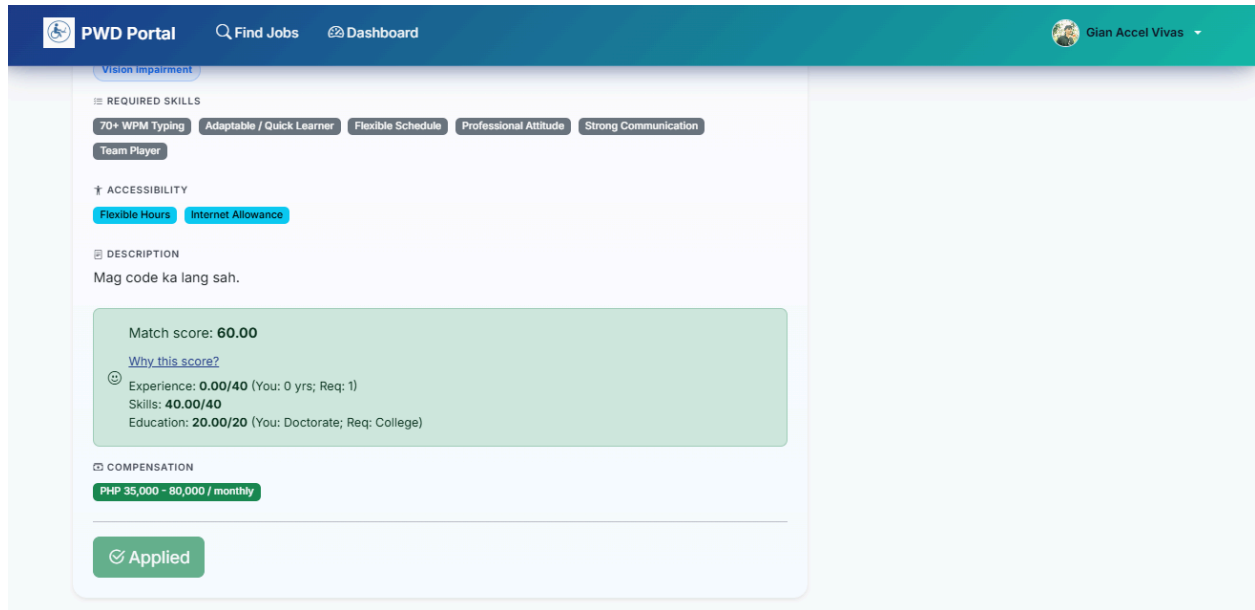 PWD Portal Find Jobs Dashboard Gian Accel Vivas
Vision impairment
REQUIRED SKILLS
70+ WPM Typing Adaptable / Quick Learner Flexible Schedule Professional Attitude Strong Communication
Team Player
ACCESSIBILITY
Flexible Hours Internet Allowance
DESCRIPTION
Mag code ka lang sah.
Match score: 60.00
Why this score?
Experience: 0.00/40 (You: 0 yrs; Req: 1)
Skills: 40.00/40
Education: 20.00/20 (You: Doctorate; Req: College)
COMPENSATION
PHP 35,000 - 80,000 / monthly
Applied